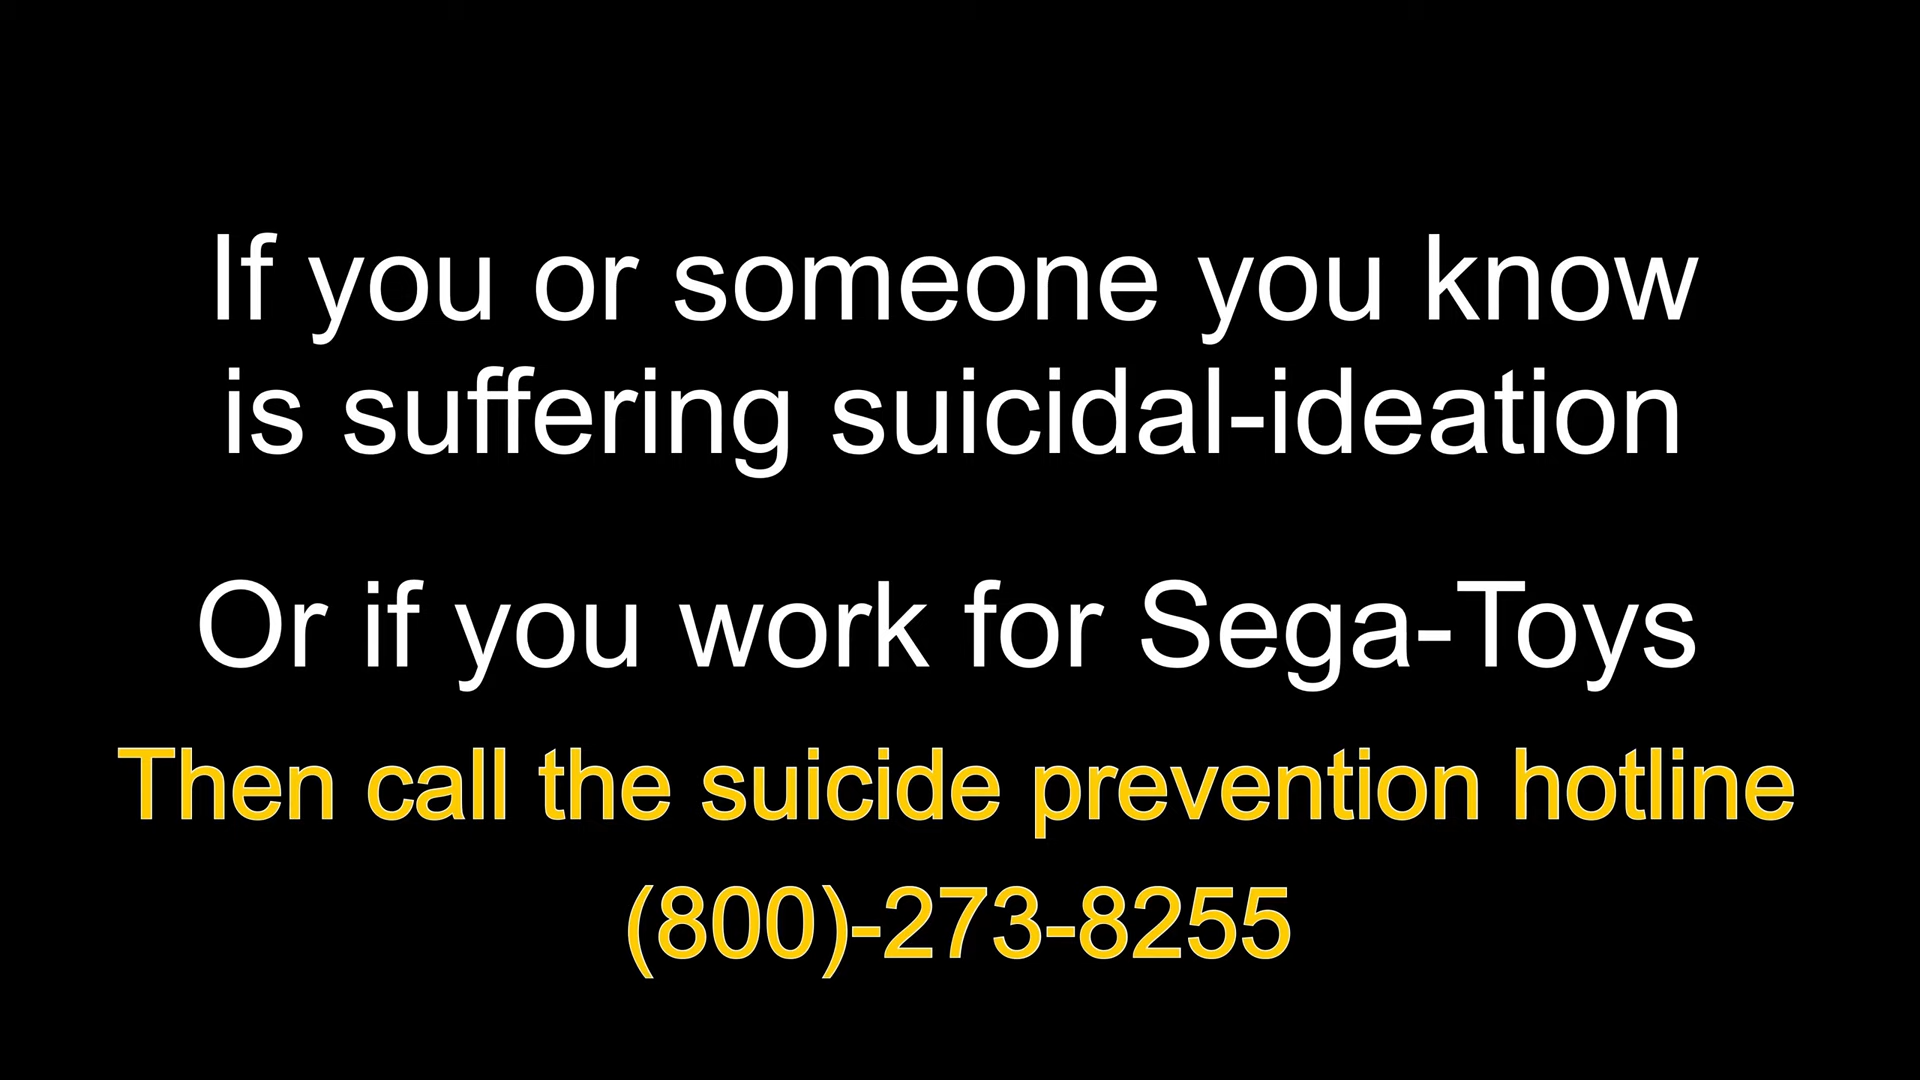 If you or someone you know
is suffering suicidal-ideation
Or if you work for Sega-Toys
Then call the suicide prevention hotline
(800)-273-8255